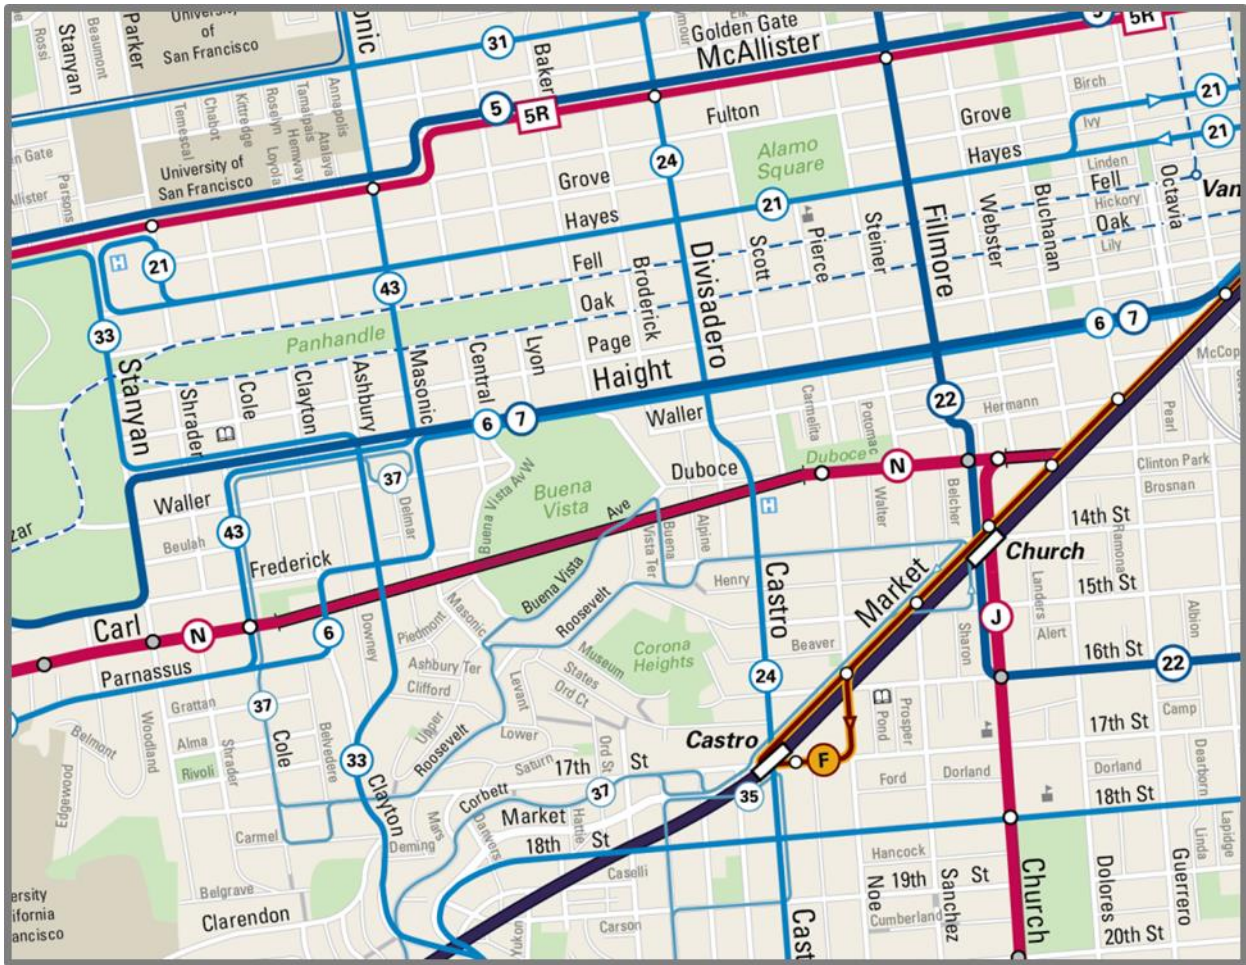 University
of
San Francisco
Rossi
Stanyan
Beaumont
Parker
onic
31
Baker
Elk
Golden Gate
McAllister
5
5R
Temescal
Chabot
Kittredge
Roselyn
Loyola
Tamalpais
Hemway
Annapolis
Atalaya
University of
San Francisco
5
5R
Fulton
Grove
Birch
21
Ivy
21
Hayes
Linden
Fell
Hickory
Oak
Lily
Octavia
Van
n Gate
llister
Parsons
24
Alamo
Square
Grove
Hayes
21
H
21
Fell
Oak
Page
Broderick
Divisadero
Scott
Pierce
Steiner
Fillmore
Webster
Buchanan
43
33
Panhandle
6
7
McCop
Stanyan
Shrader
Cole
Clayton
Ashbury
Masonic
Central
Lyon
Haight
6
7
Waller
Carmelita
Potomac
22
Hermann
Pearl
Duboce
Duboce
N
Clinton Park
Brosnan
zar
Waller
37
Delmar
Buena Vista Av W
Buena
Vista
Ave
H
Walter
Belcher
14th St
Ramona
43
Beulah
Frederick
Buena
Vista Ter
Alpine
Henry
Church
Market
15th St
Landers
Albion
Carl
N
6
Downey
Piedmont
Masonic
Buena Vista
Roosevelt
Castro
Beaver
Sharon
J
Alert
16th St
22
Parnassus
Ashbury Ter
Clifford
Museum
States
Ord Ct
Corona
Heights
24
37
Grattan
Woodland
Belmont
Alma
Shrader
Rivoli
Cole
Belvedere
Upper
Roosevelt
Levant
Lower
Saturn
Ord St
Castro
F
Pond
Prosper
17th St
Camp
33
17th
St
Corbett
37
35
Ford
Dorland
Dorland
Dearborn
18th St
Edgewood
Clayton
Mars
Deming
Danvers
Market
Hattie
18th
St
Carmel
Caselli
Hancock
Linda
Lapidge
Belgrave
Clarendon
Noe
19th
St
Sanchez
Cumberland
Church
Dolores
Guerrero
20th St
ersity
ifornia
ancisco
Yukon
Carson
Cast